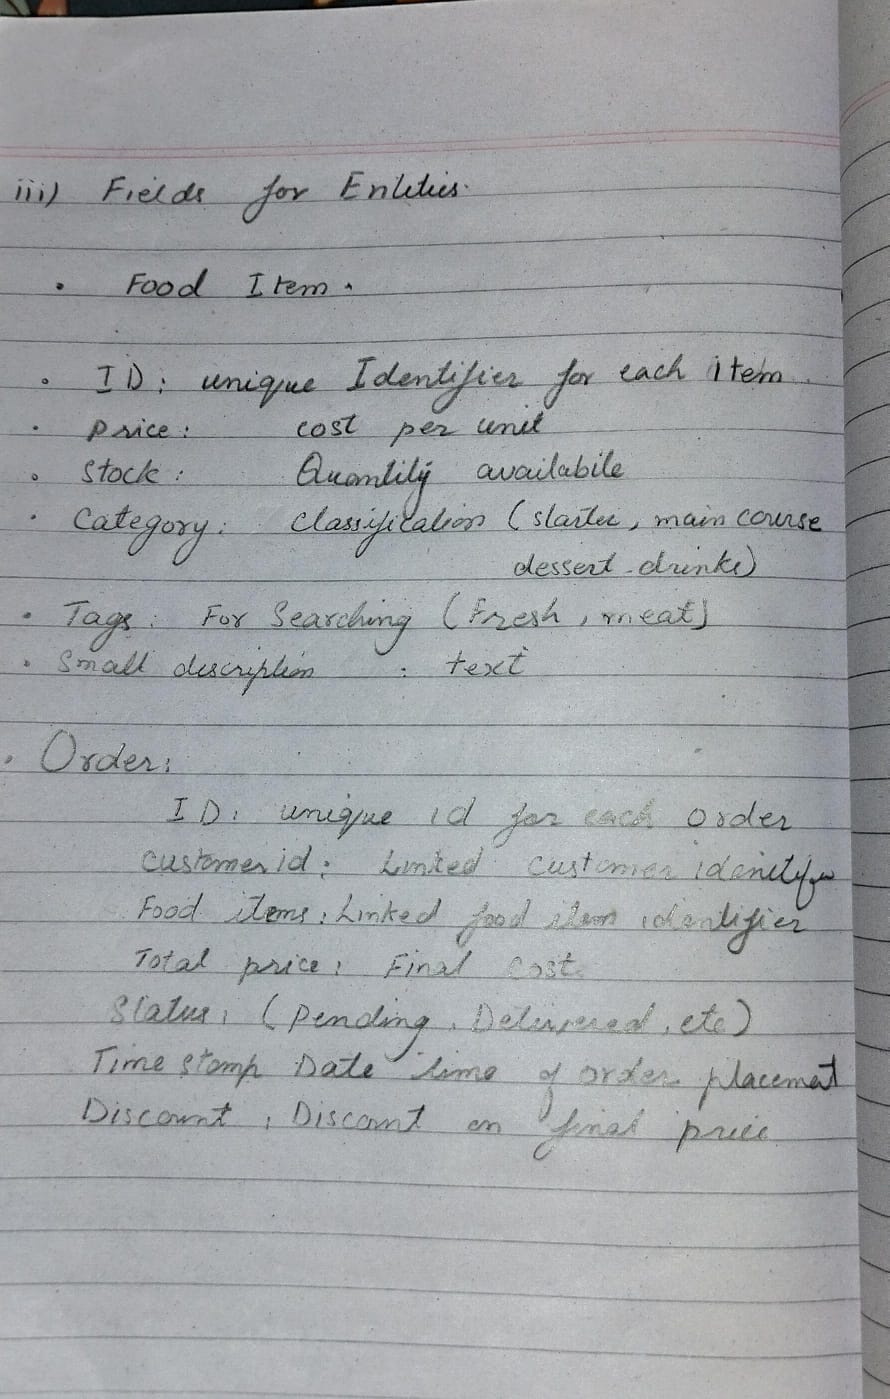 iii) Fields for Entities.
• Food Item.
• ID: unique Identifier for each item.
• Price: cost per unit
• Stock: Quantity availabile
• Category: Classification (starter, main course
dessert. drinks)
• Tags: For Searching (Fresh, meat)
• Small description : text
• Order:
ID: unique id for each order
customer id: Linked customer identifier
Food items: Linked food item identifier
Total price: Final cost.
Status: (Pending, Delivered, etc)
Time stamp Date time of order placement
Discount: Discount on final price